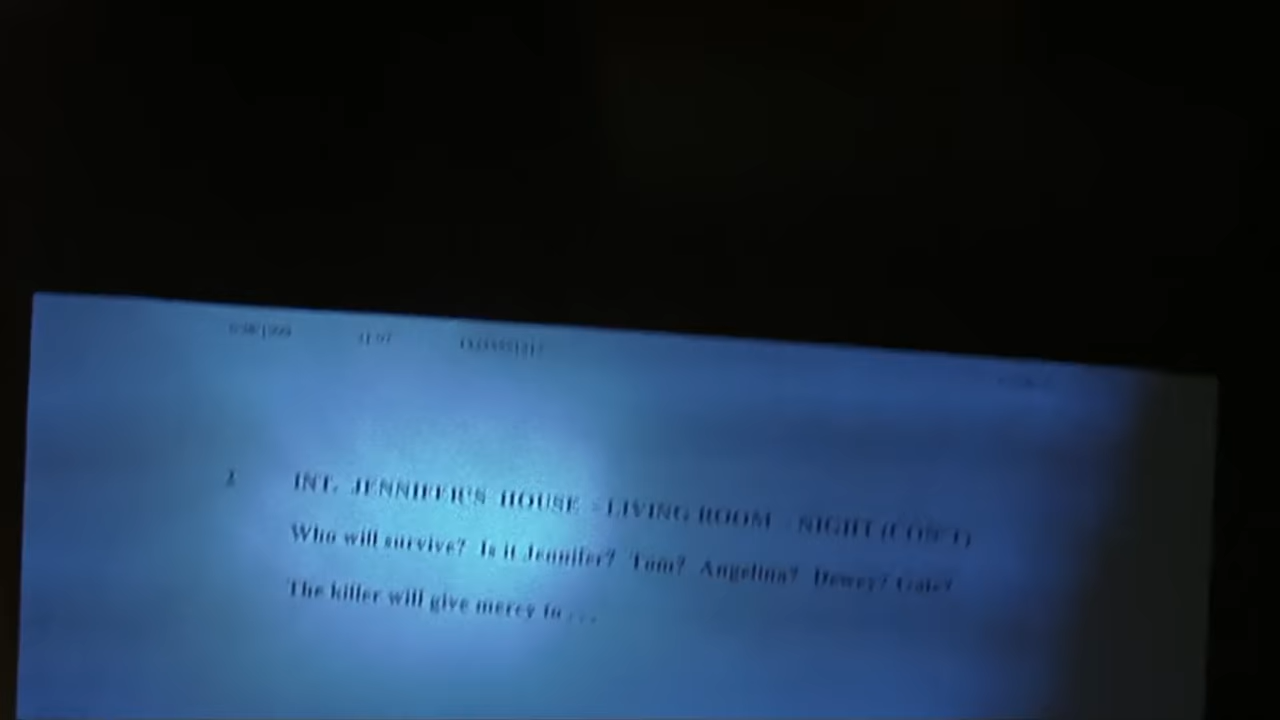 INT. JENNIFER'S HOUSE - LIVING ROOM - NIGHT (CON'T)
Who will survive? Is it Jennifer? Tom? Angelina? Dewey? Gale?
The killer will give mercy to . . .